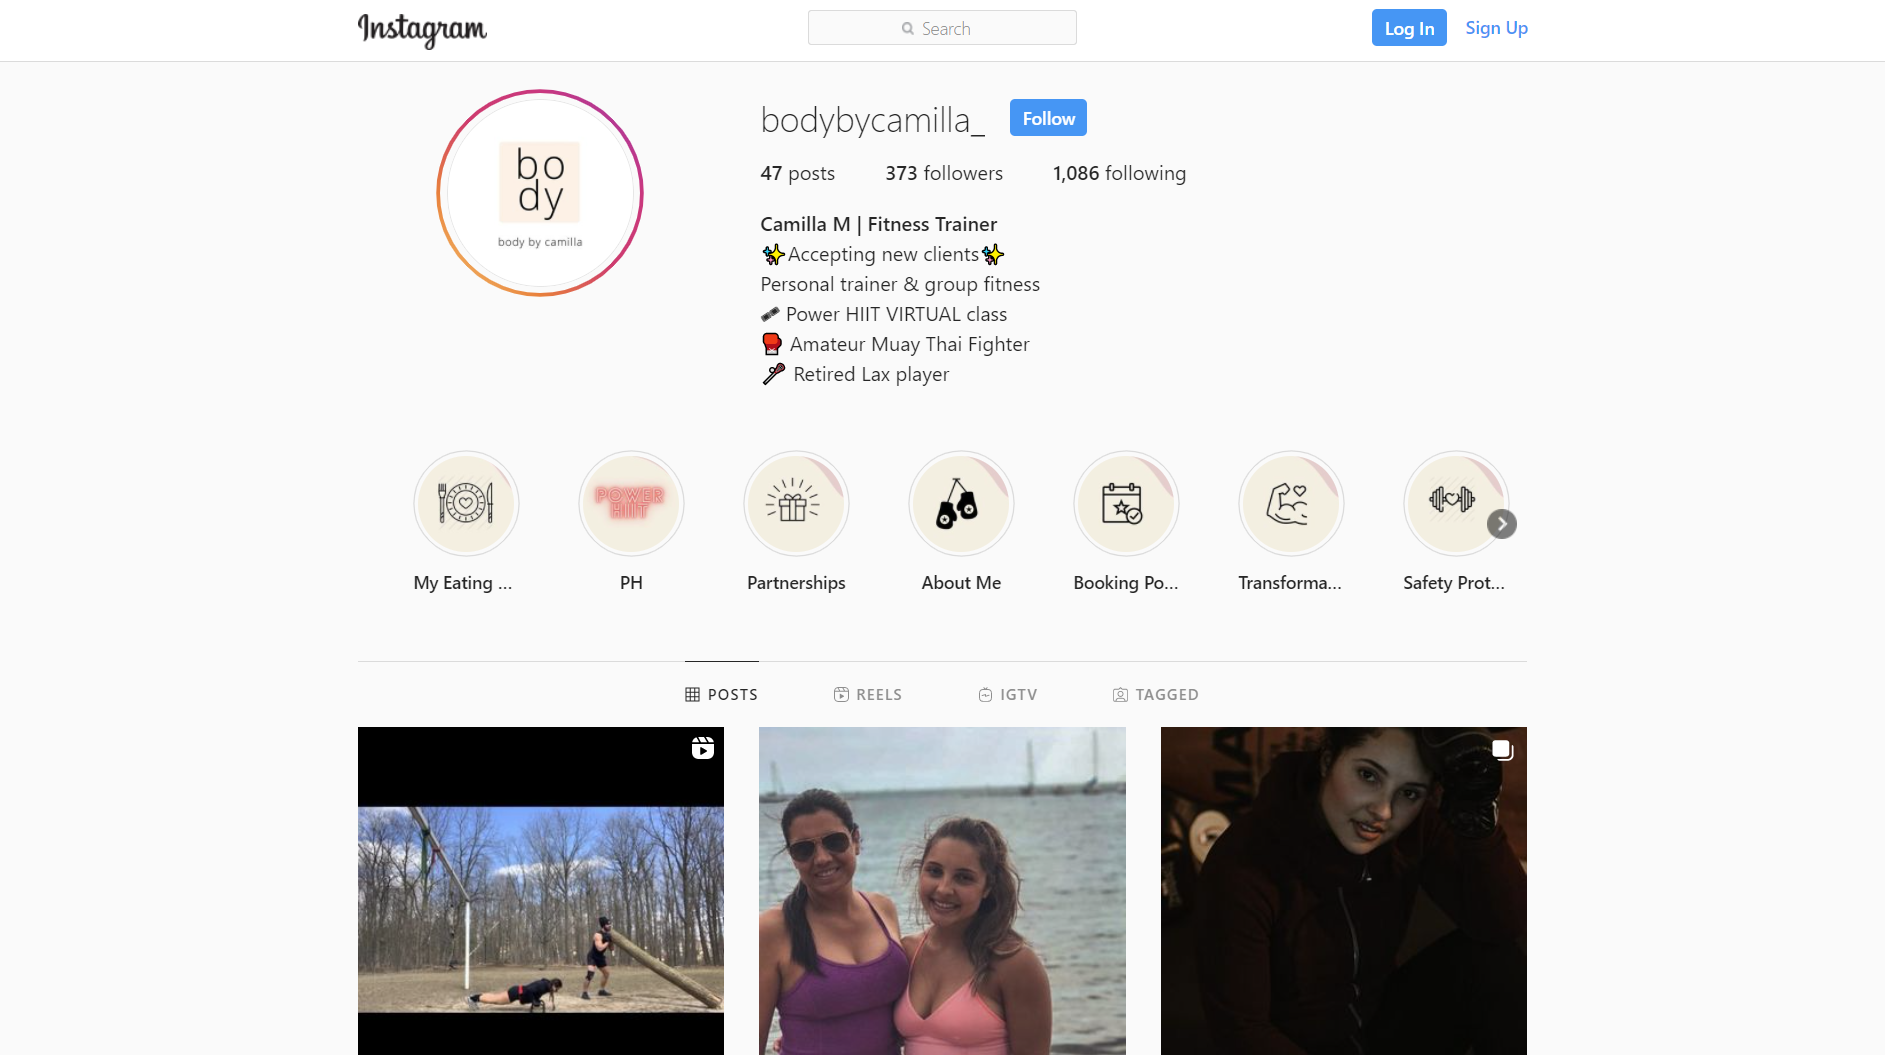 Instagram
Search
Log In
Sign Up
bo
dy
body by camilla
bodybycamilla_
Follow
47 posts
373 followers
1,086 following
Camilla M | Fitness Trainer
✨Accepting new clients✨
Personal trainer & group fitness
Power HIIT VIRTUAL class
🥊 Amateur Muay Thai Fighter
🥍 Retired Lax player
POWER
HIIT
My Eating ...
PH
Partnerships
About Me
Booking Po...
Transforma...
Safety Prot...
POSTS
REELS
IGTV
TAGGED